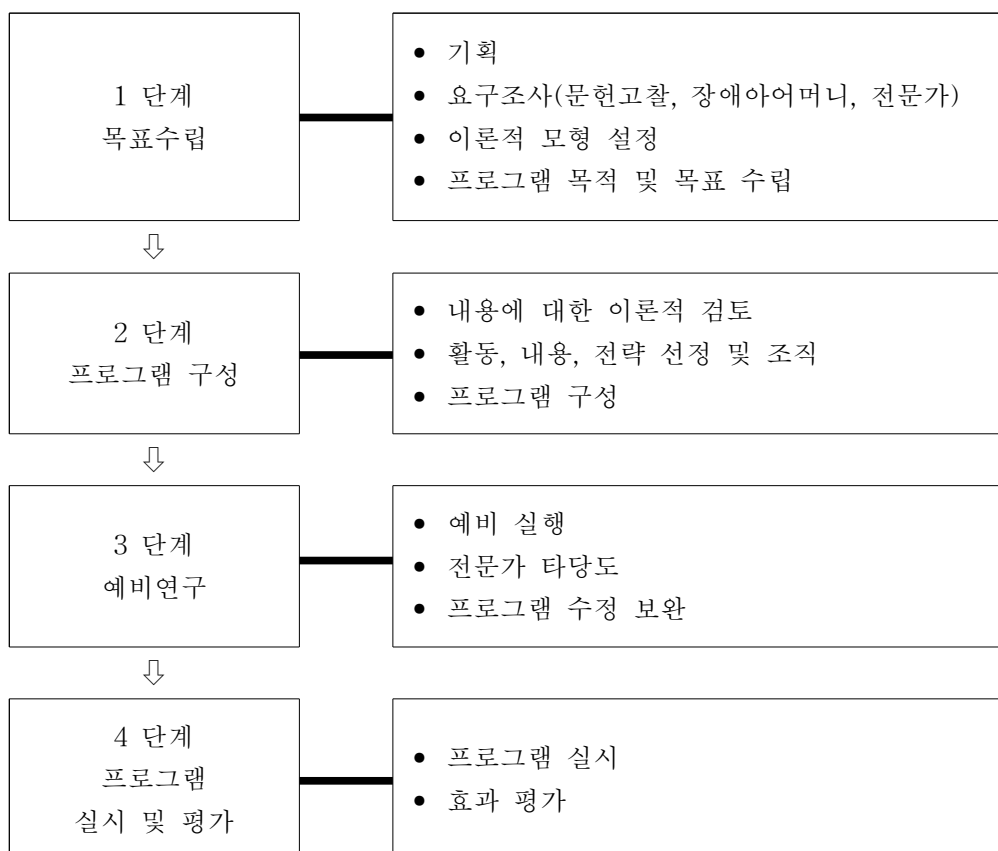 1 단계
목표수립
• 기획
• 요구조사(문헌고찰, 장애아어머니, 전문가)
• 이론적 모형 설정
• 프로그램 목적 및 목표 수립
⇩
2 단계
프로그램 구성
• 내용에 대한 이론적 검토
• 활동, 내용, 전략 선정 및 조직
• 프로그램 구성
⇩
3 단계
예비연구
• 예비 실행
• 전문가 타당도
• 프로그램 수정 보완
⇩
4 단계
프로그램
실시 및 평가
• 프로그램 실시
• 효과 평가